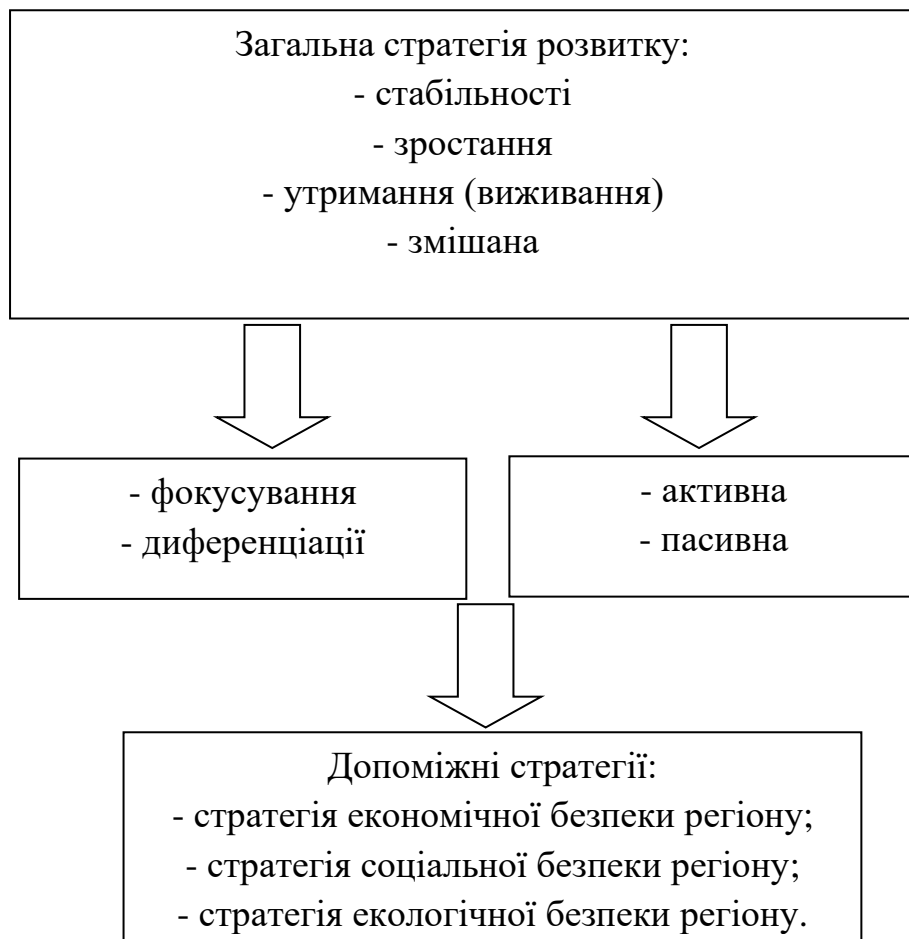 Загальна стратегія розвитку:
- стабільності
- зростання
- утримання (виживання)
- змішана
- фокусування
- диференціації
- активна
- пасивна
Допоміжні стратегії:
- стратегія економічної безпеки регіону;
- стратегія соціальної безпеки регіону;
- стратегія екологічної безпеки регіону.